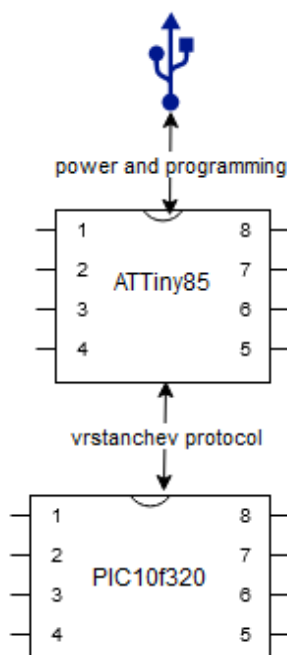 power and programming
1 8
2 7
ATTiny85
3 6
4 5
vrstanchev protocol
1 8
2 7
PIC10f320
3 6
4 5